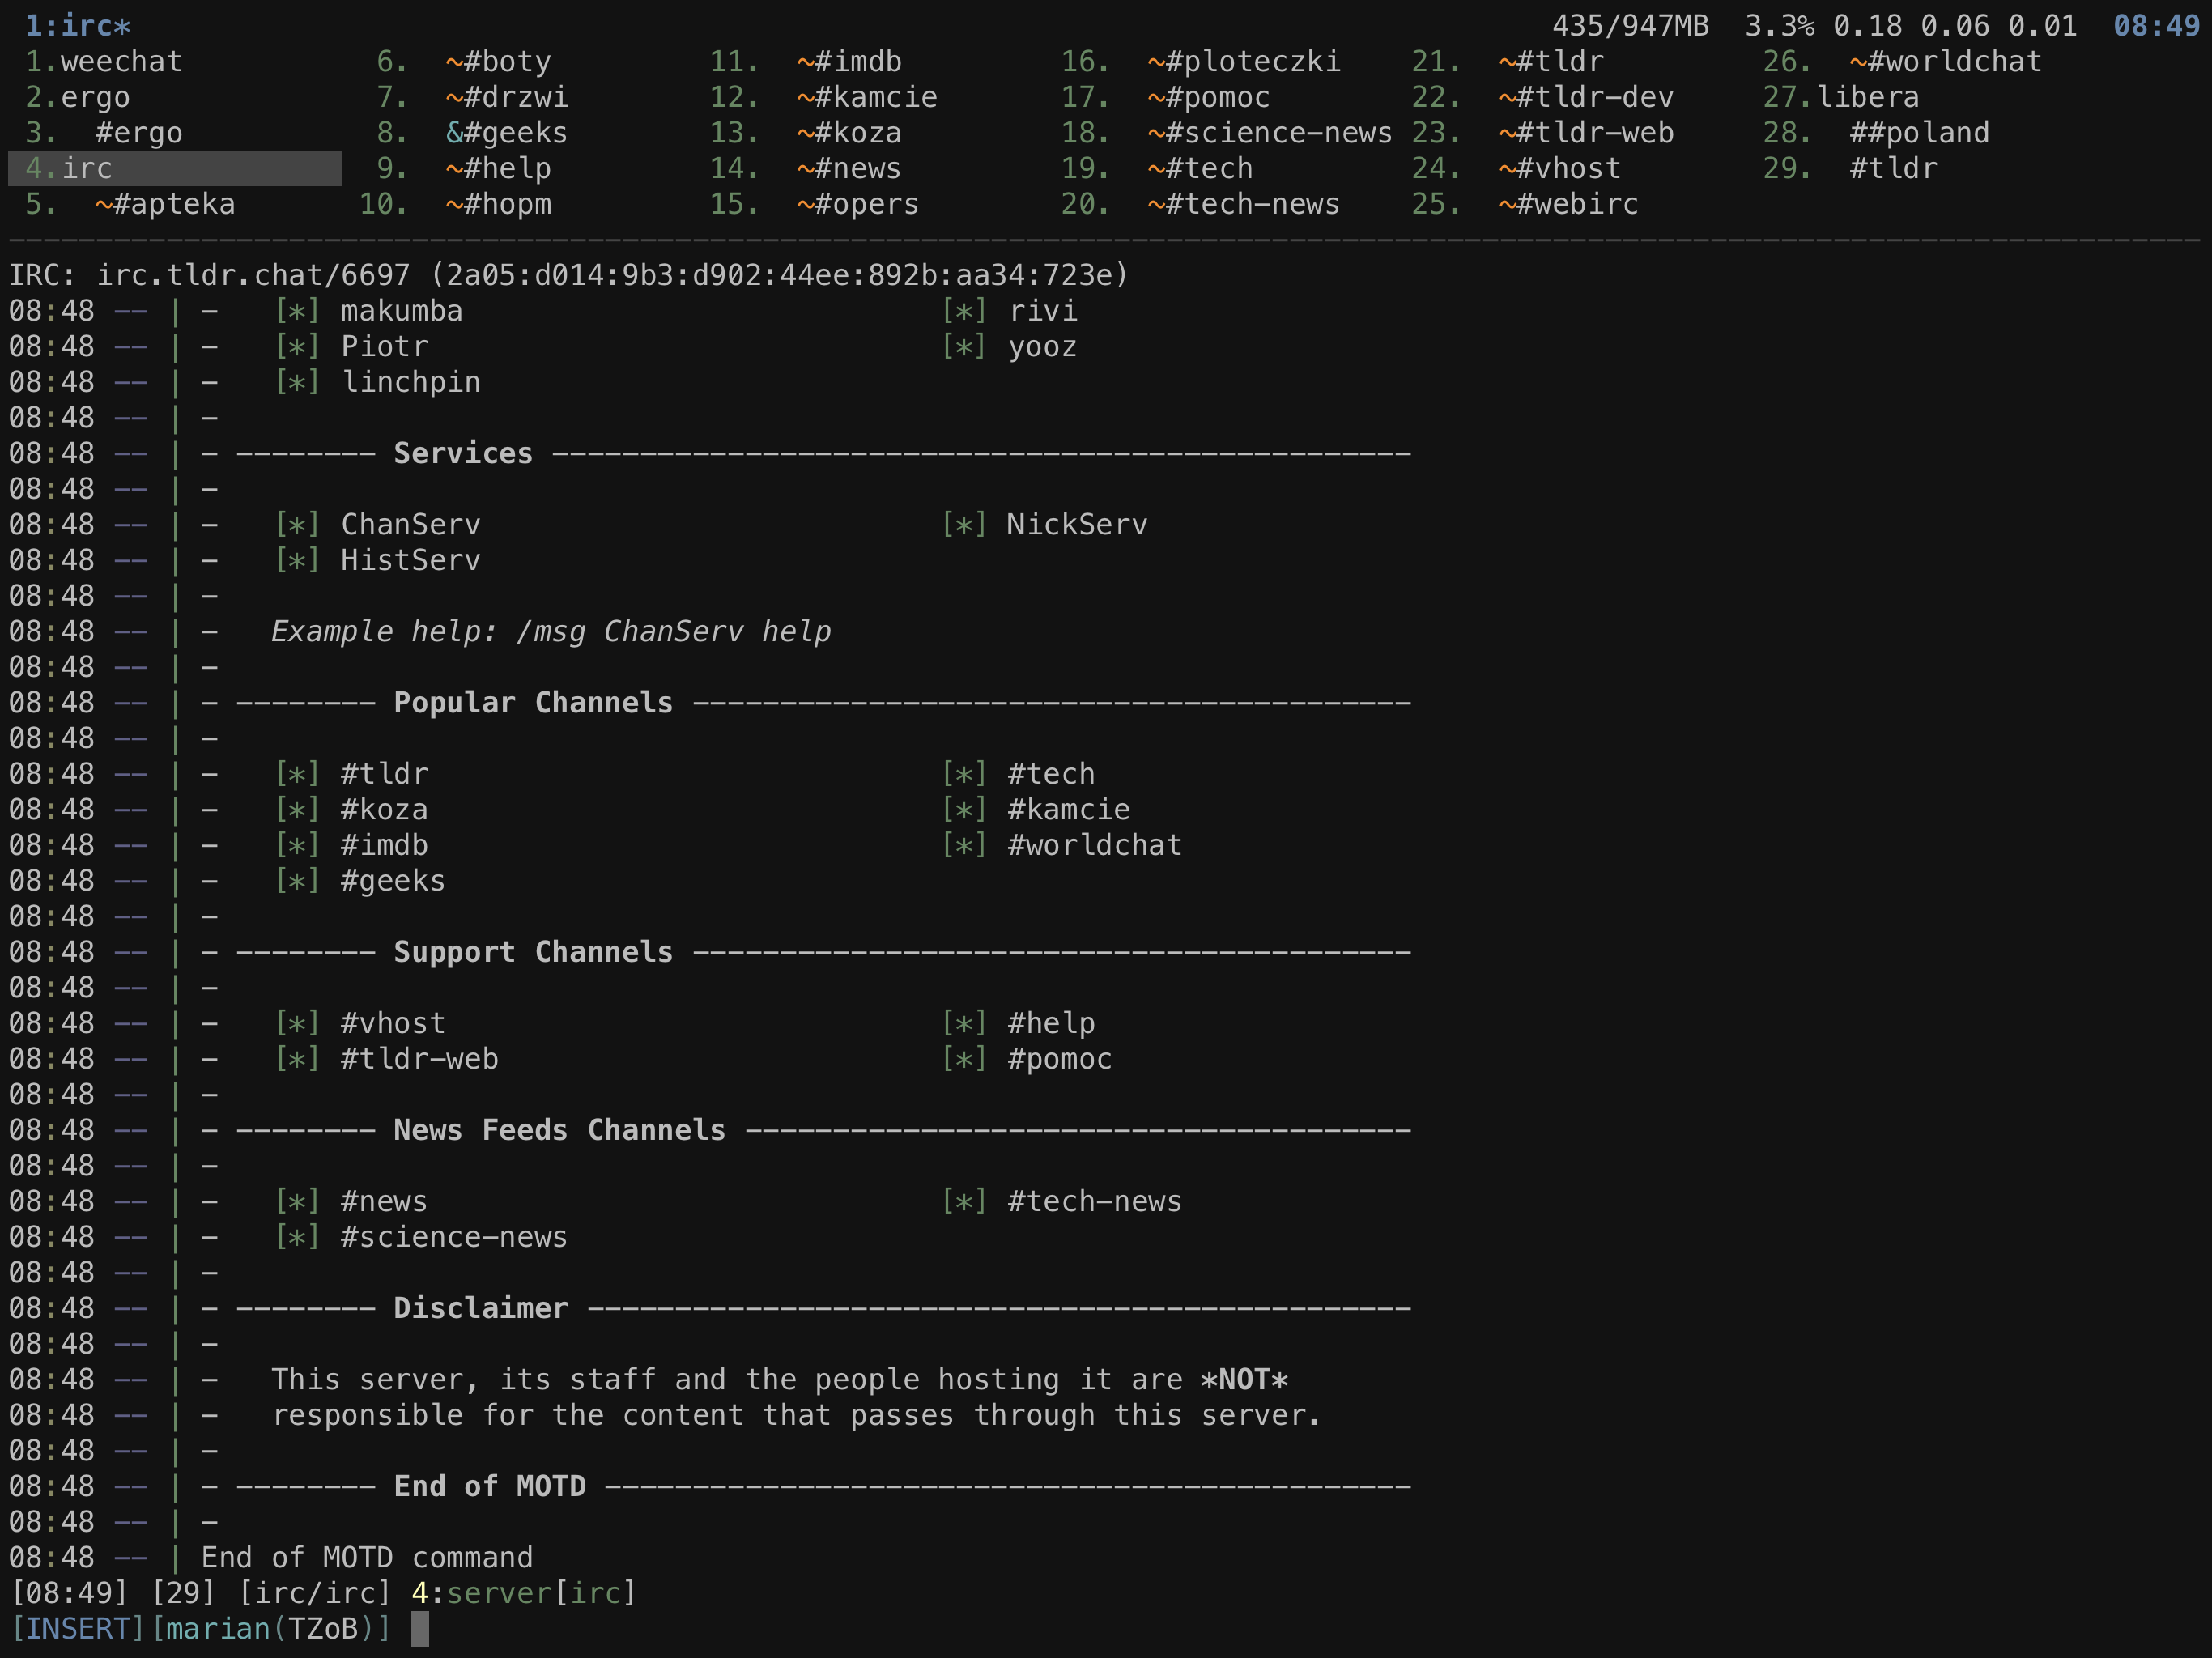 1:irc* 435/947MB 3.3% 0.18 0.06 0.01 08:49
1.weechat 6. ~#boty 11. ~#imdb 16. ~#ploteczki 21. ~#tldr 26. ~#worldchat
2.ergo 7. ~#drzwi 12. ~#kamcie 17. ~#pomoc 22. ~#tldr-dev 27.libera
3. #ergo 8. &#geeks 13. ~#koza 18. ~#science-news 23. ~#tldr-web 28. ##poland
4.irc 9. ~#help 14. ~#news 19. ~#tech 24. ~#vhost 29. #tldr
5. ~#apteka 10. ~#hopm 15. ~#opers 20. ~#tech-news 25. ~#webirc
IRC: irc.tldr.chat/6697 (2a05:d014:9b3:d902:44ee:892b:aa34:723e)
08:48 -- | - [*] makumba [*] rivi
08:48 -- | - [*] Piotr [*] yooz
08:48 -- | - [*] linchpin
08:48 -- | -
08:48 -- | - -------- Services -------------------------------------------------
08:48 -- | -
08:48 -- | - [*] ChanServ [*] NickServ
08:48 -- | - [*] HistServ
08:48 -- | -
08:48 -- | - Example help: /msg ChanServ help
08:48 -- | -
08:48 -- | - -------- Popular Channels -----------------------------------------
08:48 -- | -
08:48 -- | - [*] #tldr [*] #tech
08:48 -- | - [*] #koza [*] #kamcie
08:48 -- | - [*] #imdb [*] #worldchat
08:48 -- | - [*] #geeks
08:48 -- | -
08:48 -- | - -------- Support Channels -----------------------------------------
08:48 -- | -
08:48 -- | - [*] #vhost [*] #help
08:48 -- | - [*] #tldr-web [*] #pomoc
08:48 -- | -
08:48 -- | - -------- News Feeds Channels --------------------------------------
08:48 -- | -
08:48 -- | - [*] #news [*] #tech-news
08:48 -- | - [*] #science-news
08:48 -- | -
08:48 -- | - -------- Disclaimer -----------------------------------------------
08:48 -- | -
08:48 -- | - This server, its staff and the people hosting it are *NOT*
08:48 -- | - responsible for the content that passes through this server.
08:48 -- | -
08:48 -- | - -------- End of MOTD ----------------------------------------------
08:48 -- | -
08:48 -- | End of MOTD command
[08:49] [29] [irc/irc] 4:server[irc]
[INSERT][marian(TZoB)]